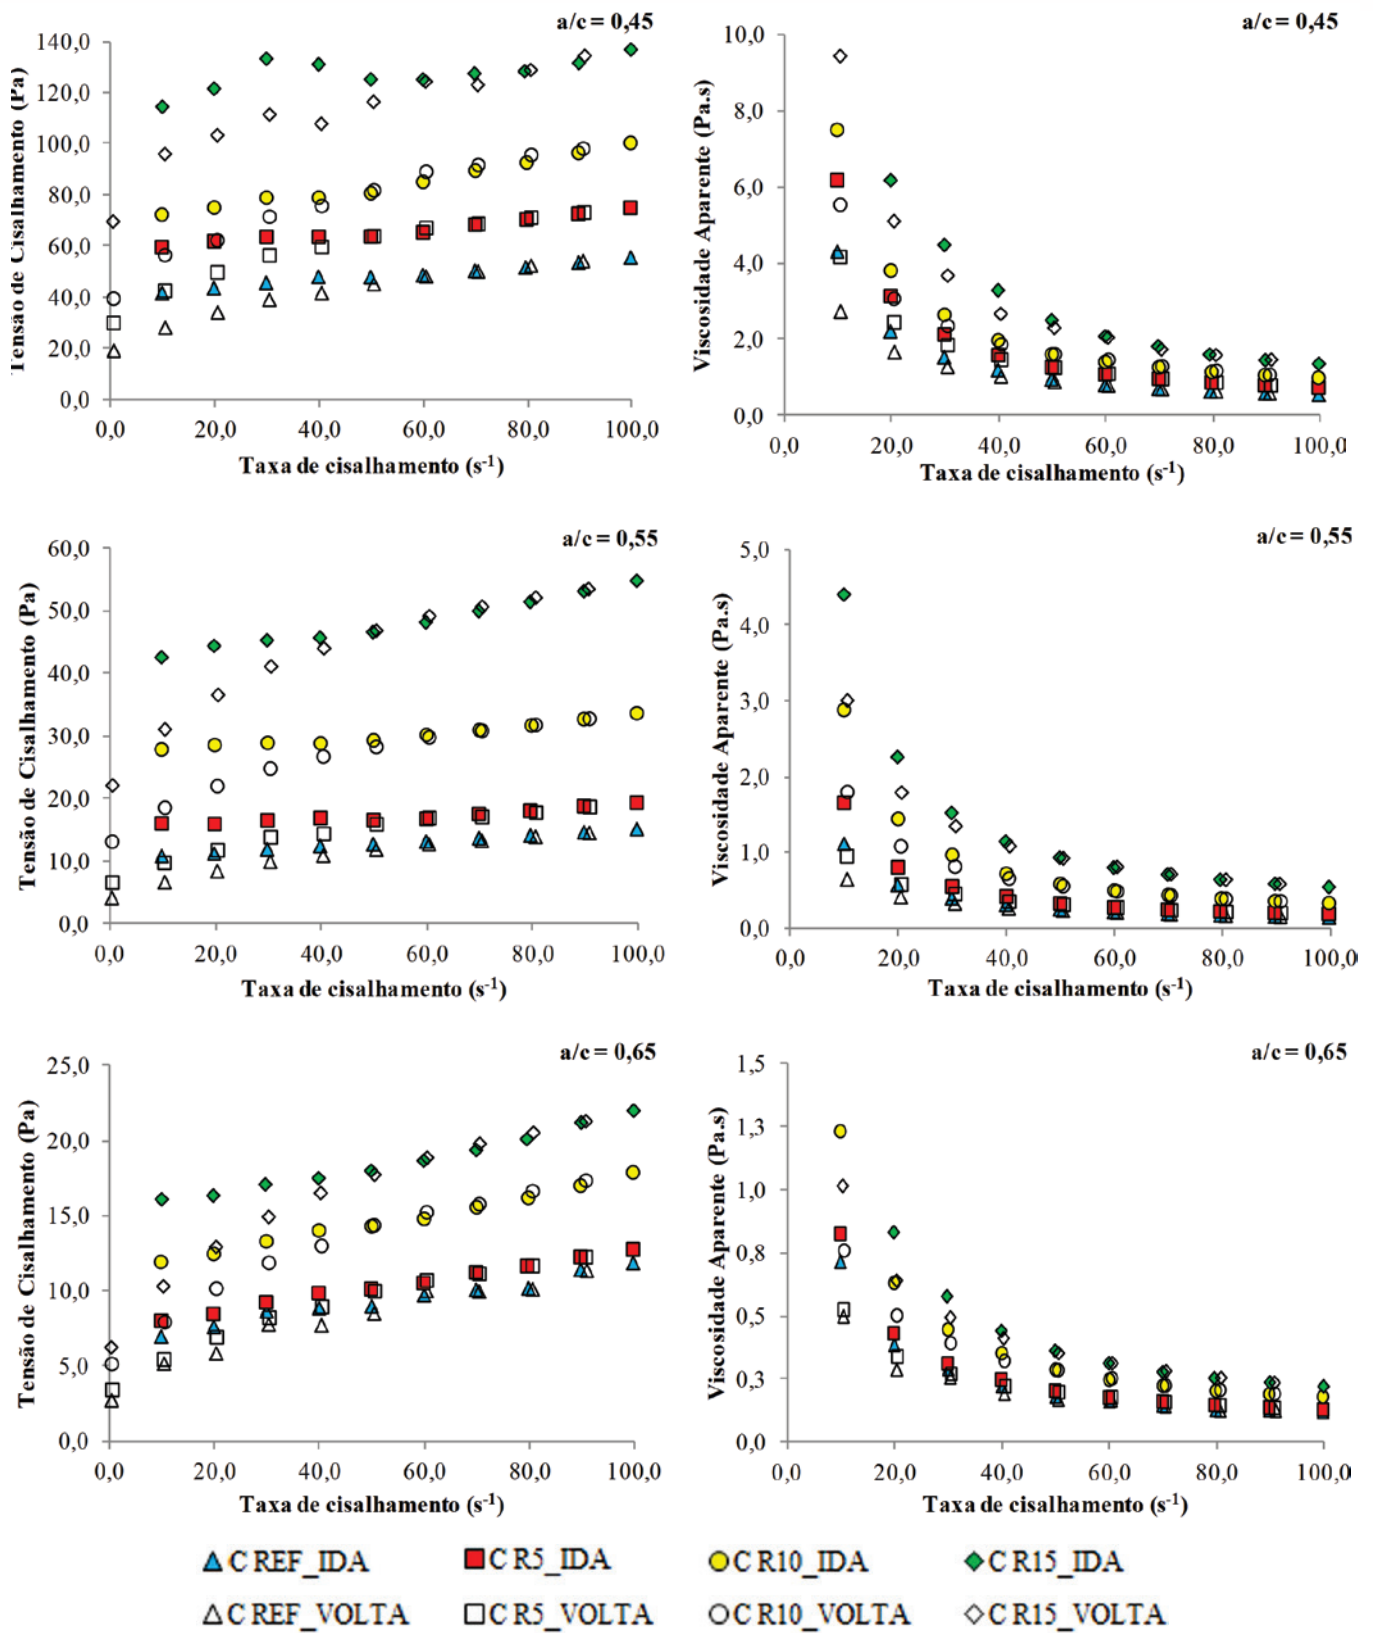 a/c = 0,45
Tensão de Cisalhamento (Pa)
140,0
120,0
100,0
80,0
60,0
40,0
20,0
0,0
0,0 20,0 40,0 60,0 80,0 100,0
Taxa de cisalhamento (s⁻¹)
a/c = 0,45
Viscosidade Aparente (Pa.s)
10,0
8,0
6,0
4,0
2,0
0,0
0,0 20,0 40,0 60,0 80,0 100,0
Taxa de cisalhamento (s⁻¹)
a/c = 0,55
Tensão de Cisalhamento (Pa)
60,0
50,0
40,0
30,0
20,0
10,0
0,0
0,0 20,0 40,0 60,0 80,0 100,0
Taxa de cisalhamento (s⁻¹)
a/c = 0,55
Viscosidade Aparente (Pa.s)
5,0
4,0
3,0
2,0
1,0
0,0
0,0 20,0 40,0 60,0 80,0 100,0
Taxa de cisalhamento (s⁻¹)
a/c = 0,65
Tensão de Cisalhamento (Pa)
25,0
20,0
15,0
10,0
5,0
0,0
0,0 20,0 40,0 60,0 80,0 100,0
Taxa de cisalhamento (s⁻¹)
a/c = 0,65
Viscosidade Aparente (Pa.s)
1,5
1,3
1,0
0,8
0,5
0,3
0,0
0,0 20,0 40,0 60,0 80,0 100,0
Taxa de cisalhamento (s⁻¹)
CREF_IDA CR5_IDA CR10_IDA CR15_IDA
CREF_VOLTA CR5_VOLTA CR10_VOLTA CR15_VOLTA